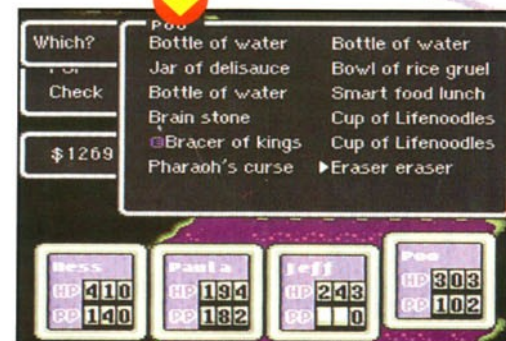 Poo
Which?
Bottle of water Bottle of water
Jar of delisauce Bowl of rice gruel
Check
Bottle of water Smart food lunch
Brain stone Cup of Lifenoodles
$1269
Bracer of kings Cup of Lifenoodles
Pharaoh's curse ▶Eraser eraser
Ness Paula Jeff Poo
HP 410 HP 194 HP 243 HP 303
PP 140 PP 182 PP 0 PP 102